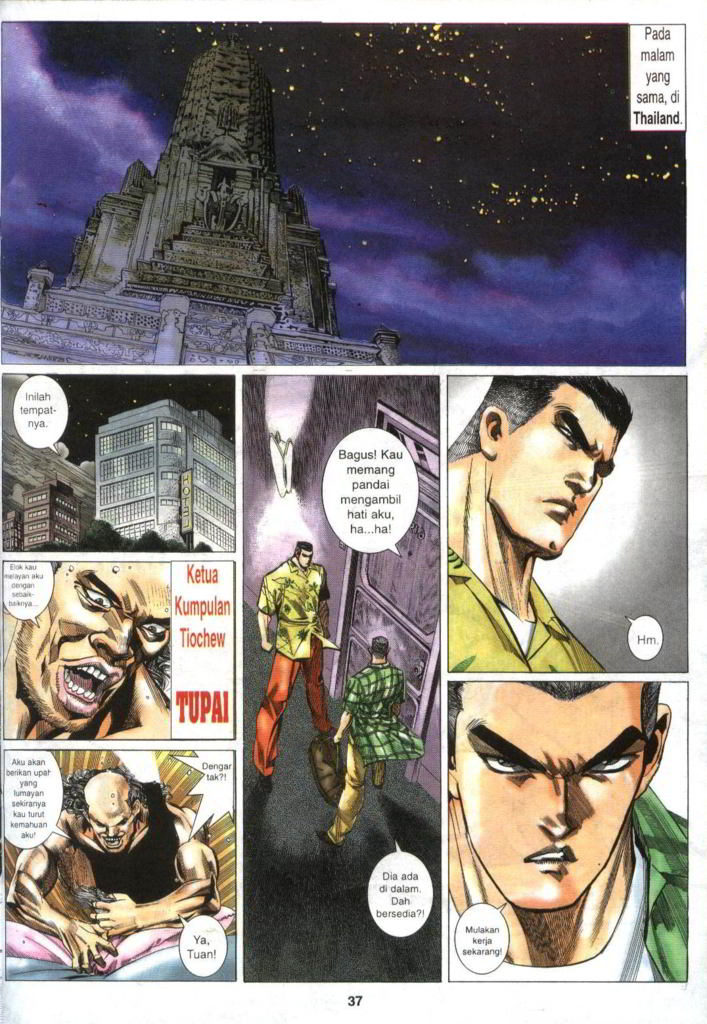 Pada
malam
yang
sama, di
Thailand.
Inilah
tempat-
nya.
HOTEL
Elok kau
melayan aku
dengan
sebaik-
baiknya...
Ketua
Kumpulan
Tiochew
TUPAI
Aku akan
berikan upah
yang
lumayan
sekiranya
kau turut
kemahuan
aku!
Dengar
tak?!
Ya,
Tuan!
Bagus! Kau
memang
pandai
mengambil
hati aku,
ha...ha!
Dia ada
di dalam.
Dah
bersedia?!
Hm.
Mulakan
kerja
sekarang!
37